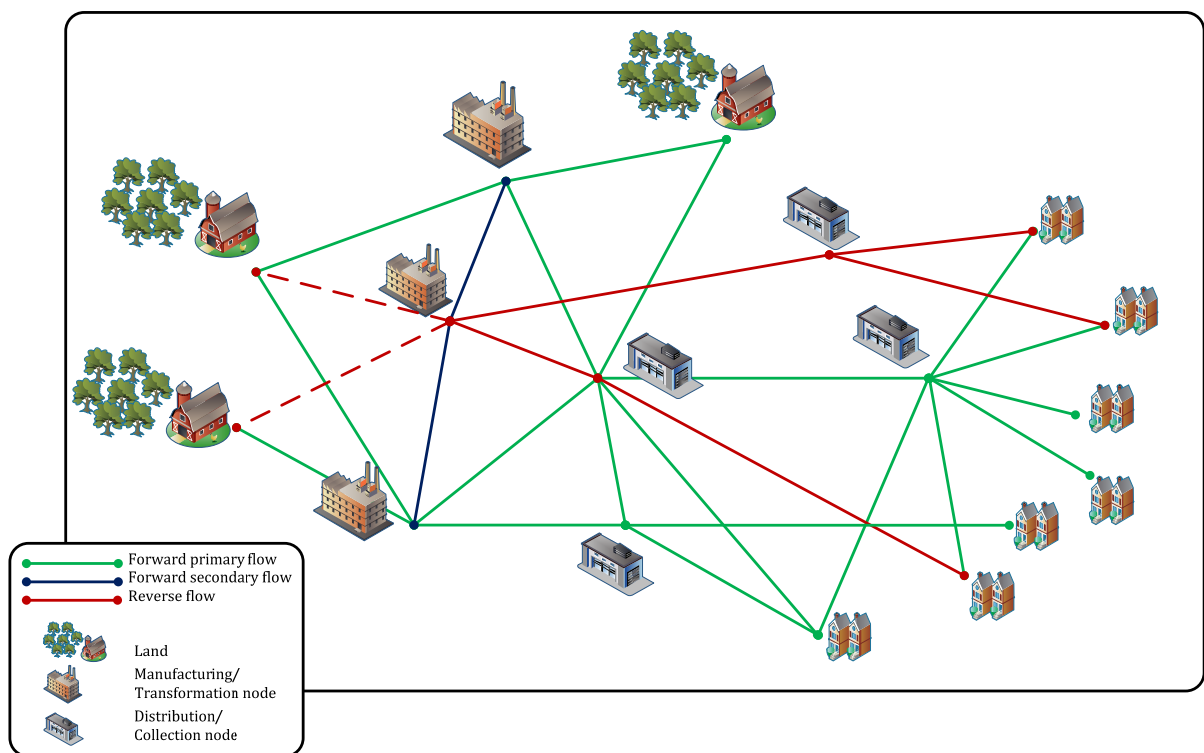 Forward primary flow
Forward secondary flow
Reverse flow
Land
Manufacturing/
Transformation node
Distribution/
Collection node